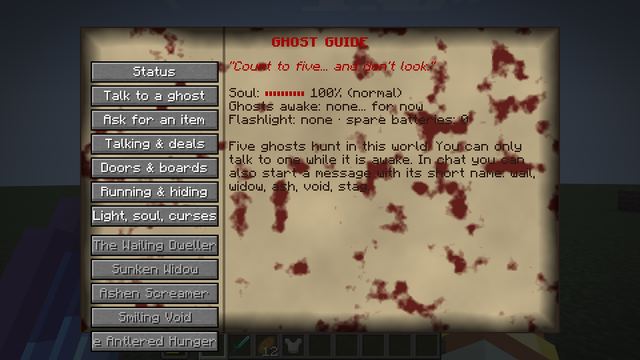 GHOST GUIDE
"Count to five... and don't look."
Status
Talk to a ghost
Ask for an item
Talking & deals
Doors & boards
Running & hiding
Light, soul, curses
The Wailing Dweller
Sunken Widow
Ashen Screamer
Smiling Void
e Antlered Hunger
Soul: 100% (normal)
Ghosts awake: none... for now
Flashlight: none · spare batteries: 0
Five ghosts hunt in this world. You can only
talk to one while it is awake. In chat you can
also start a message with its short name: wail,
widow, ash, void, stag.
12